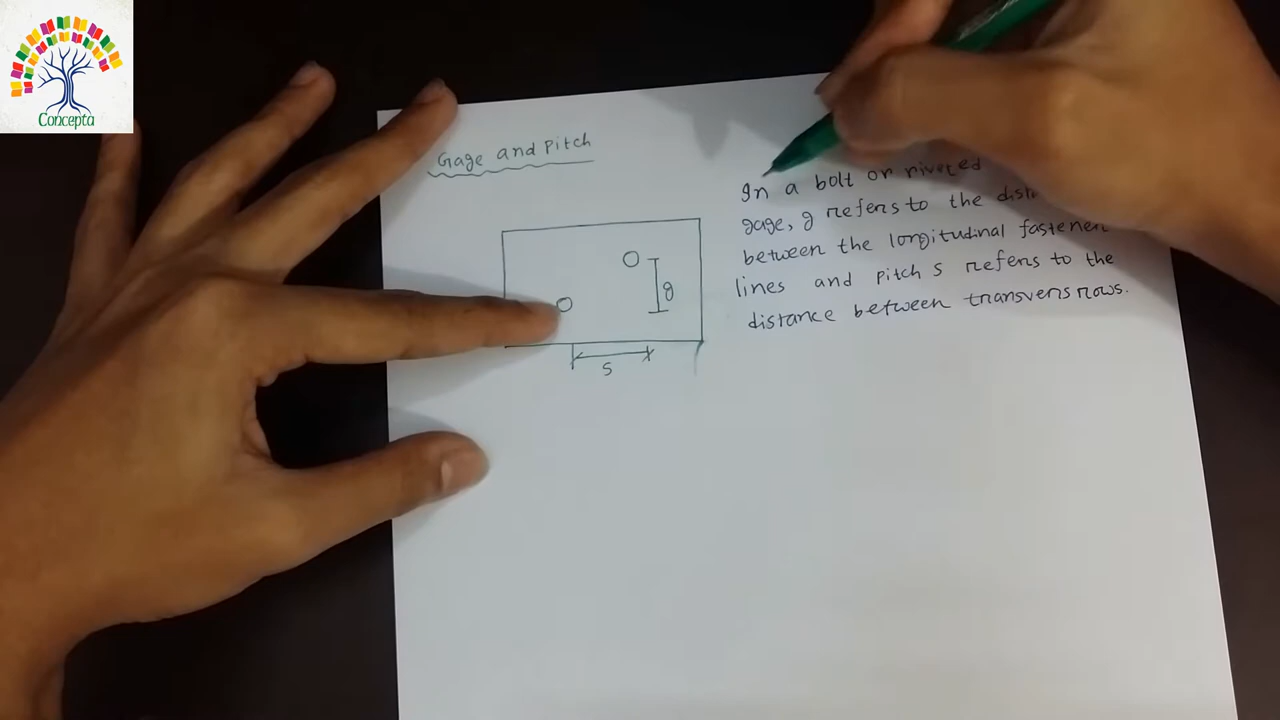 Concepta
Gage and Pitch
In a bolt or riveted
gage, g refers to the
between the longitudinal fastener
lines and pitch s refers to the
distance between transvers rows.
g
s